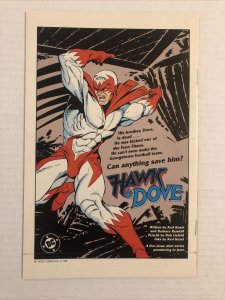 His brother, Dove,
is dead . . .
He was kicked out of
the Teen Titans . . .
He can't even make the
Georgetown football team . . .
Can anything save him?
HAWK
& DOVE
Written by Karl Kesel
and Barbara Randall
Pencils by Rob Liefeld
Inks by Karl Kesel
A five issue mini series
premiering in June.
DC